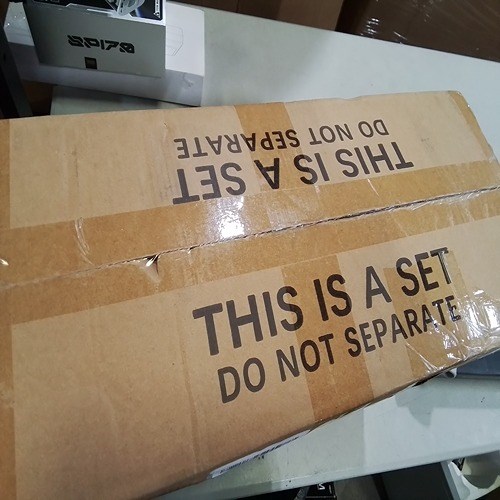 THIS IS A SET
DO NOT SEPARATE
THIS IS A SET
DO NOT SEPARATE